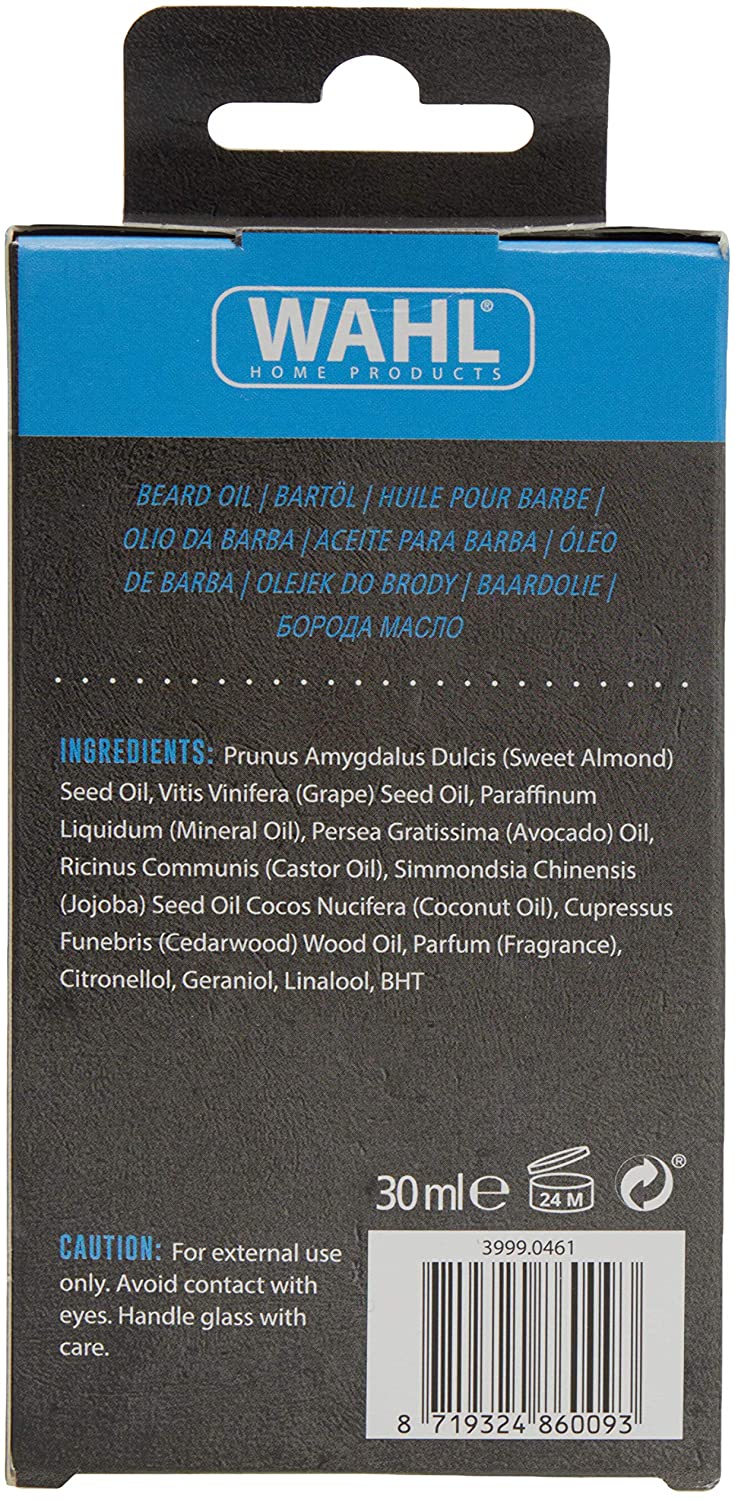 WAHL®
HOME PRODUCTS
BEARD OIL | BARTÖL | HUILE POUR BARBE |
OLIO DA BARBA | ACEITE PARA BARBA | ÓLEO
DE BARBA | OLEJEK DO BRODY | BAARDOLIE |
БОРОДА МАСЛО
INGREDIENTS: Prunus Amygdalus Dulcis (Sweet Almond)
Seed Oil, Vitis Vinifera (Grape) Seed Oil, Paraffinum
Liquidum (Mineral Oil), Persea Gratissima (Avocado) Oil,
Ricinus Communis (Castor Oil), Simmondsia Chinensis
(Jojoba) Seed Oil Cocos Nucifera (Coconut Oil), Cupressus
Funebris (Cedarwood) Wood Oil, Parfum (Fragrance),
Citronellol, Geraniol, Linalool, BHT
30 ml ℮ 24 M ®
CAUTION: For external use
only. Avoid contact with
eyes. Handle glass with
care.
3999.0461
8 719324 860093